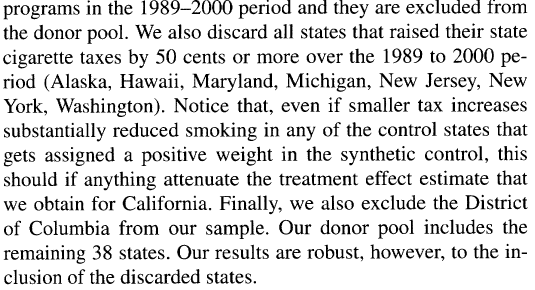 programs in the 1989–2000 period and they are excluded from
the donor pool. We also discard all states that raised their state
cigarette taxes by 50 cents or more over the 1989 to 2000 pe-
riod (Alaska, Hawaii, Maryland, Michigan, New Jersey, New
York, Washington). Notice that, even if smaller tax increases
substantially reduced smoking in any of the control states that
gets assigned a positive weight in the synthetic control, this
should if anything attenuate the treatment effect estimate that
we obtain for California. Finally, we also exclude the District
of Columbia from our sample. Our donor pool includes the
remaining 38 states. Our results are robust, however, to the in-
clusion of the discarded states.